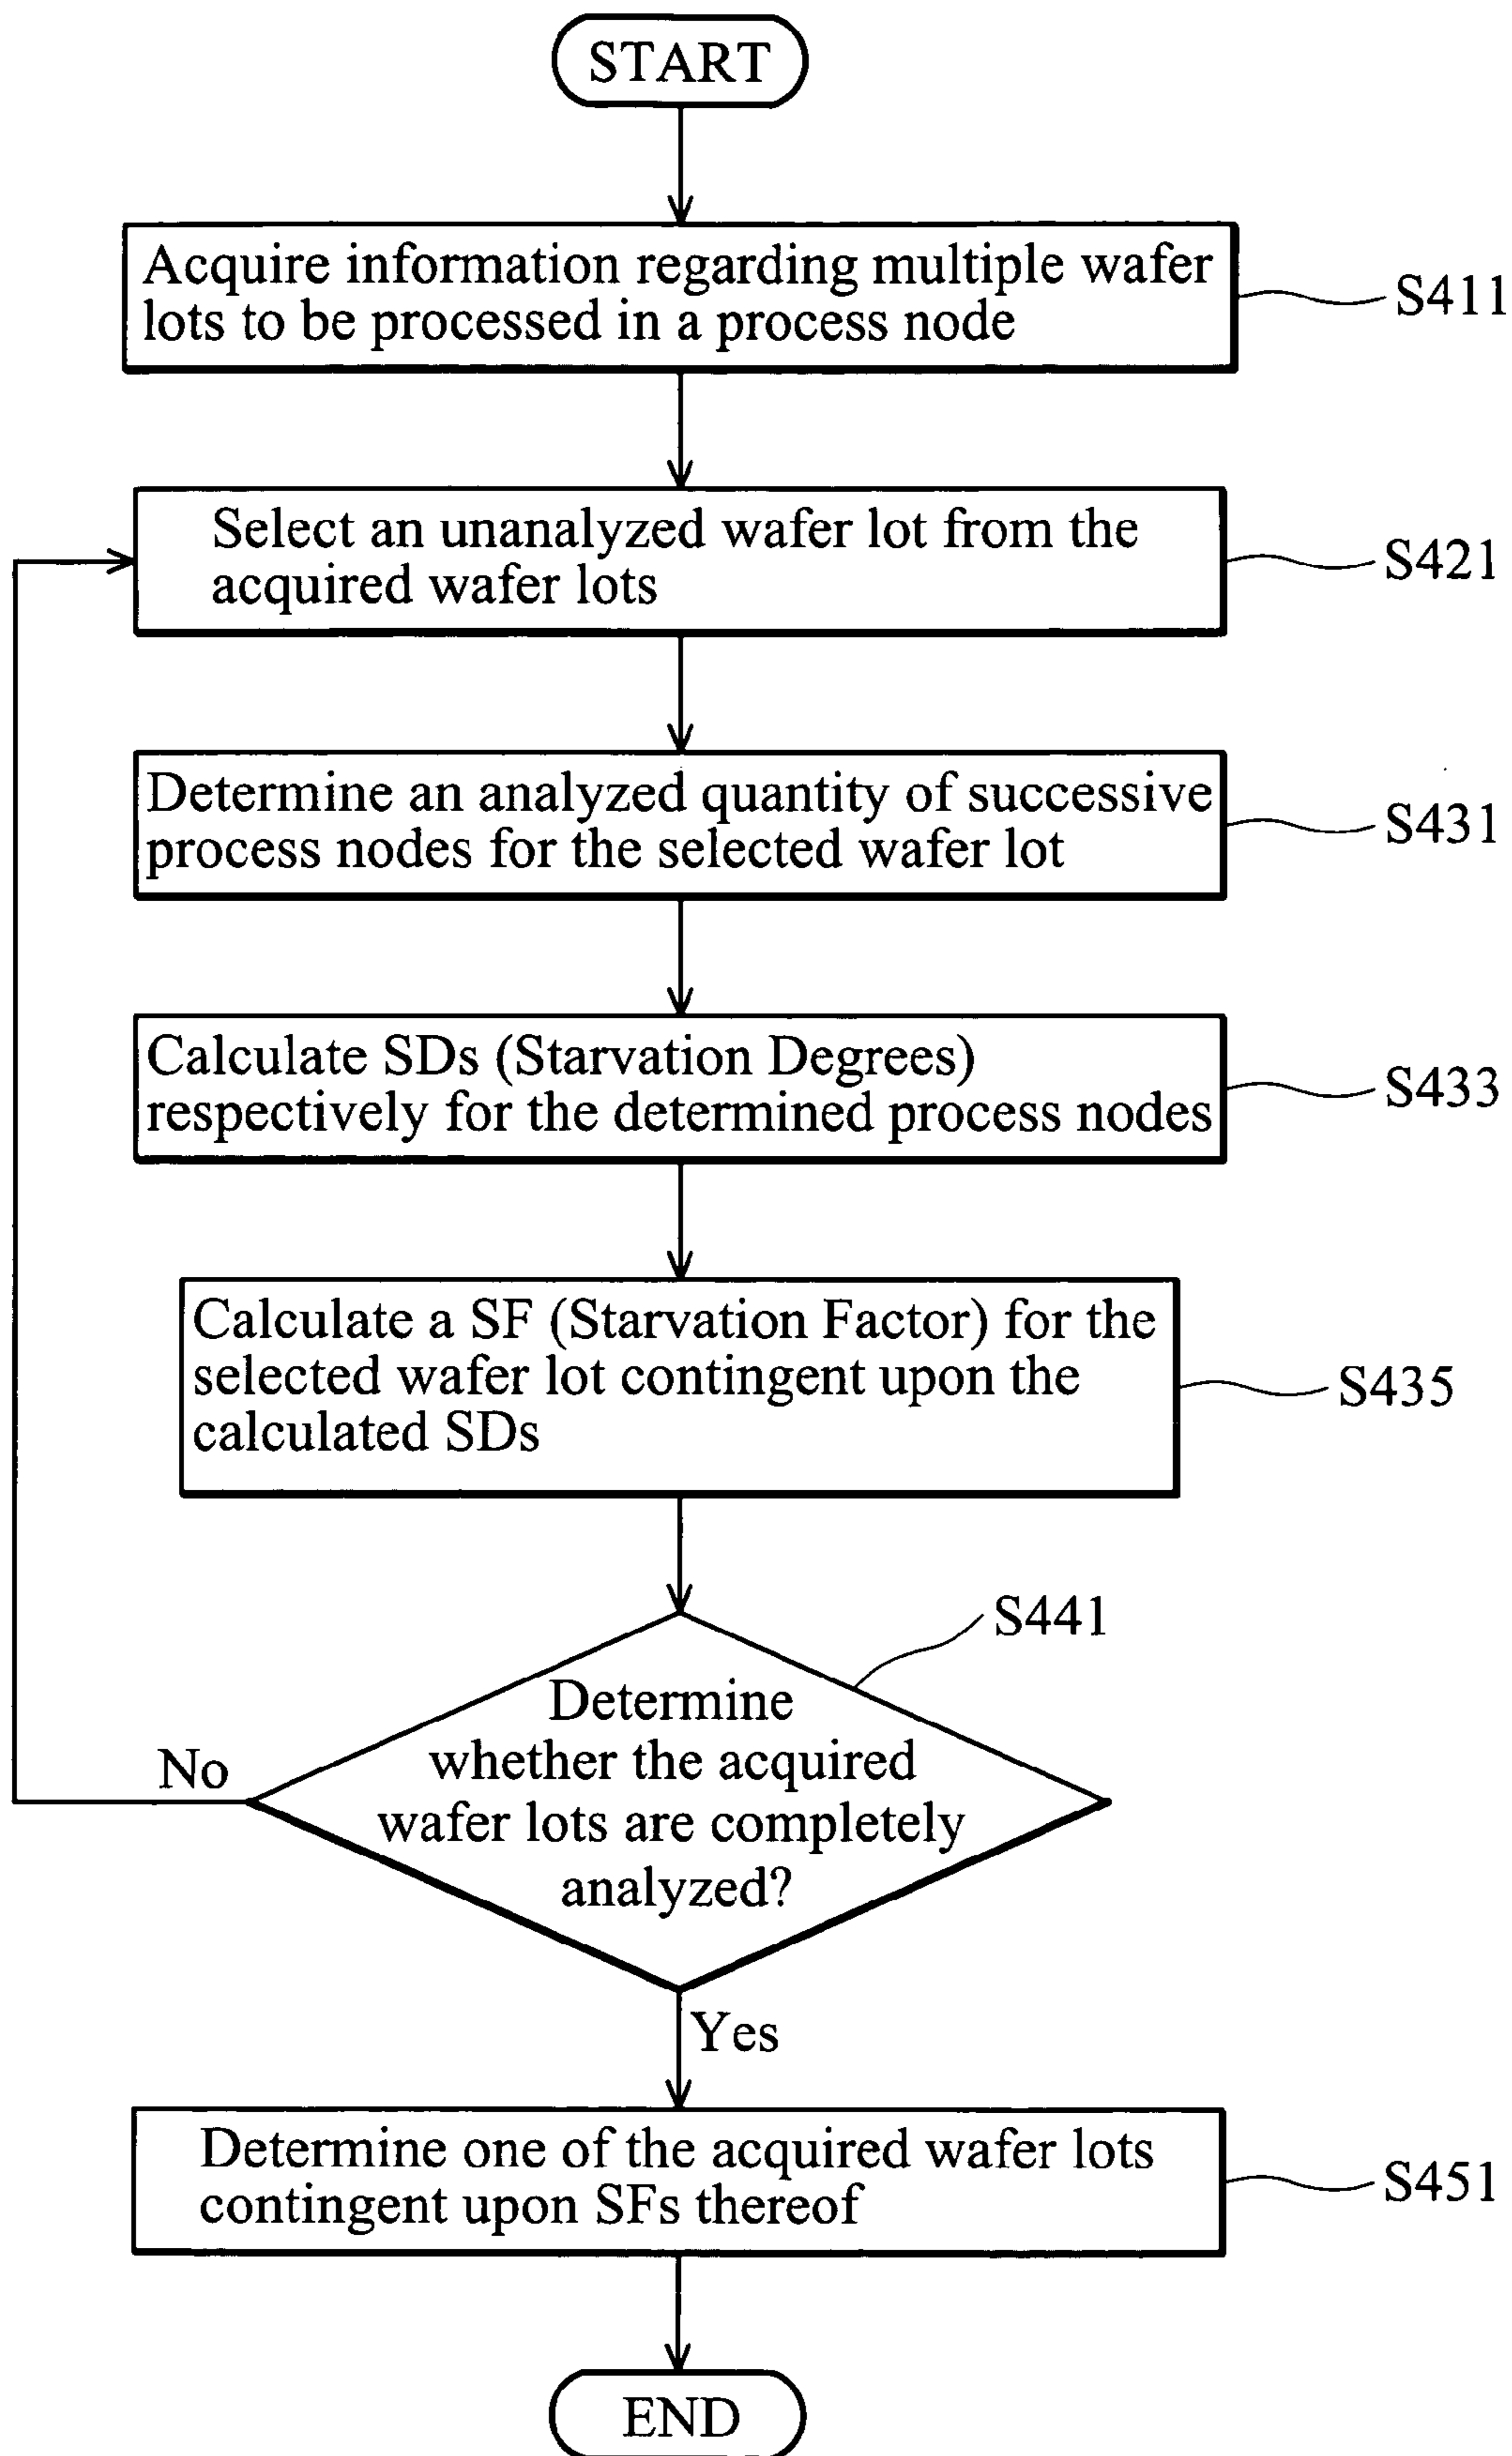 START
Acquire information regarding multiple wafer
lots to be processed in a process node
S411
Select an unanalyzed wafer lot from the
acquired wafer lots
S421
Determine an analyzed quantity of successive
process nodes for the selected wafer lot
S431
Calculate SDs (Starvation Degrees)
respectively for the determined process nodes
S433
Calculate a SF (Starvation Factor) for the
selected wafer lot contingent upon the
calculated SDs
S435
S441
Determine
whether the acquired
wafer lots are completely
analyzed?
No
Yes
Determine one of the acquired wafer lots
contingent upon SFs thereof
S451
END